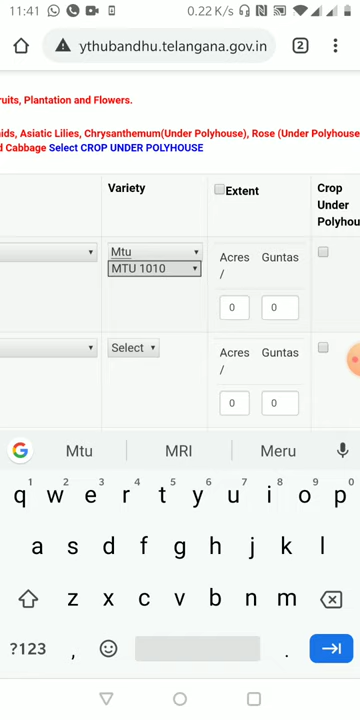 11:41 0.22 K/s
ythubandhu.telangana.gov.in 2
ruits, Plantation and Flowers.
ids, Asiatic Lilies, Chrysanthemum(Under Polyhouse), Rose (Under Polyhouse
d Cabbage Select CROP UNDER POLYHOUSE
Variety Extent Crop
Under
Polyhou
Mtu
MTU 1010
Acres Guntas
/
0 0
Select
Acres Guntas
/
0 0
G Mtu MRI Meru
1 2 3 4 5 6 7 8 9 0
q w e r t y u i o p
a s d f g h j k l
z x c v b n m
?123 , .